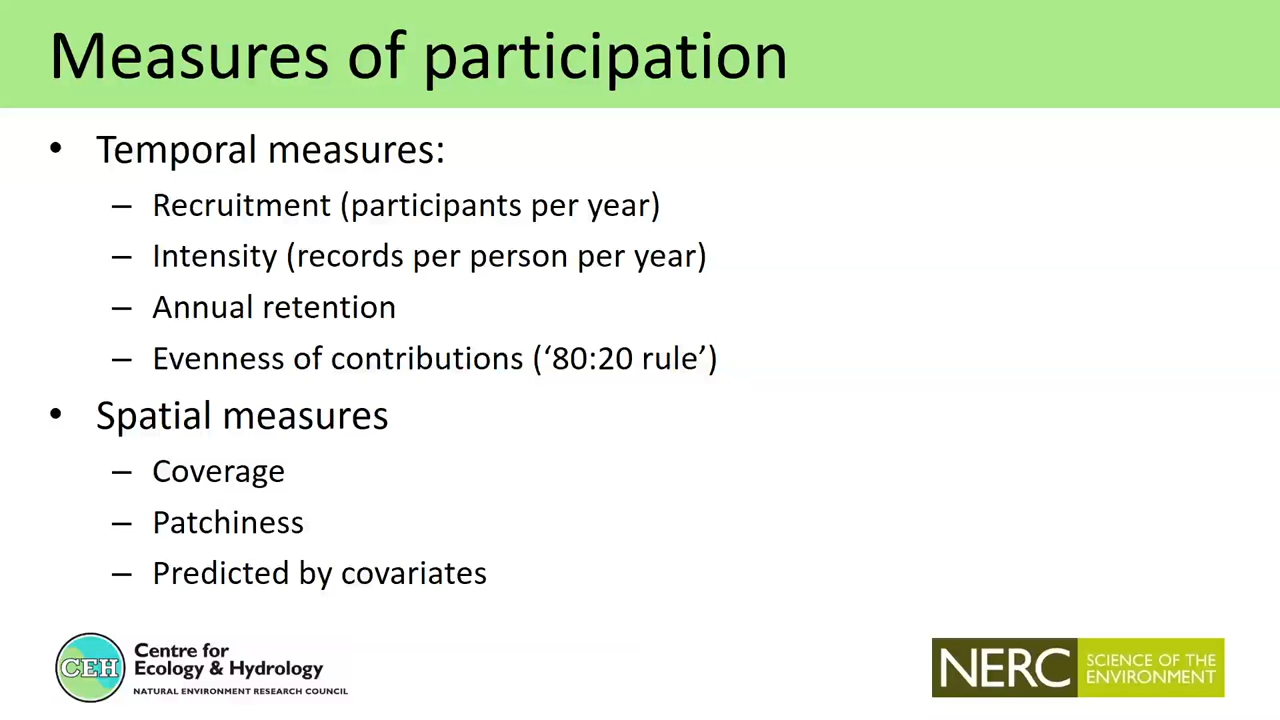 Measures of participation
• Temporal measures:
– Recruitment (participants per year)
– Intensity (records per person per year)
– Annual retention
– Evenness of contributions (‘80:20 rule’)
• Spatial measures
– Coverage
– Patchiness
– Predicted by covariates
CEH
Centre for
Ecology & Hydrology
NATURAL ENVIRONMENT RESEARCH COUNCIL
NERC
SCIENCE OF THE
ENVIRONMENT